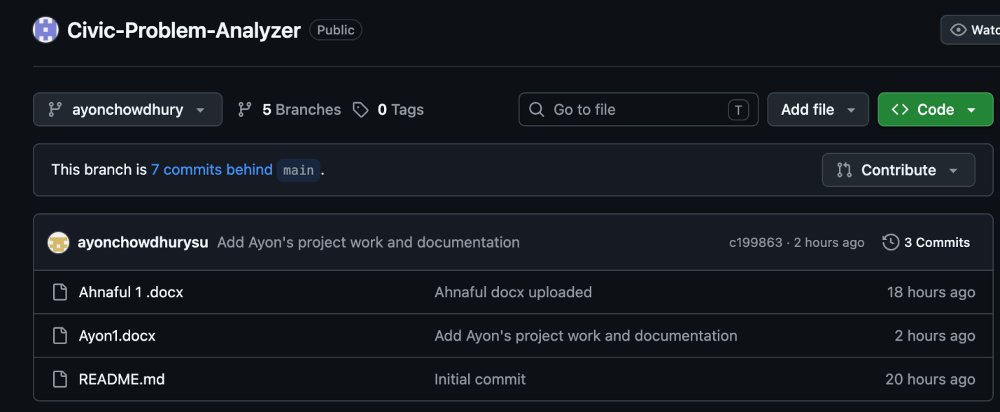 Civic-Problem-Analyzer Public
Watc
ayonchowdhury 5 Branches 0 Tags Go to file T Add file Code
This branch is 7 commits behind main . Contribute
ayonchowdhurysu Add Ayon's project work and documentation c199863 · 2 hours ago 3 Commits
Ahnaful 1 .docx Ahnaful docx uploaded 18 hours ago
Ayon1.docx Add Ayon's project work and documentation 2 hours ago
README.md Initial commit 20 hours ago